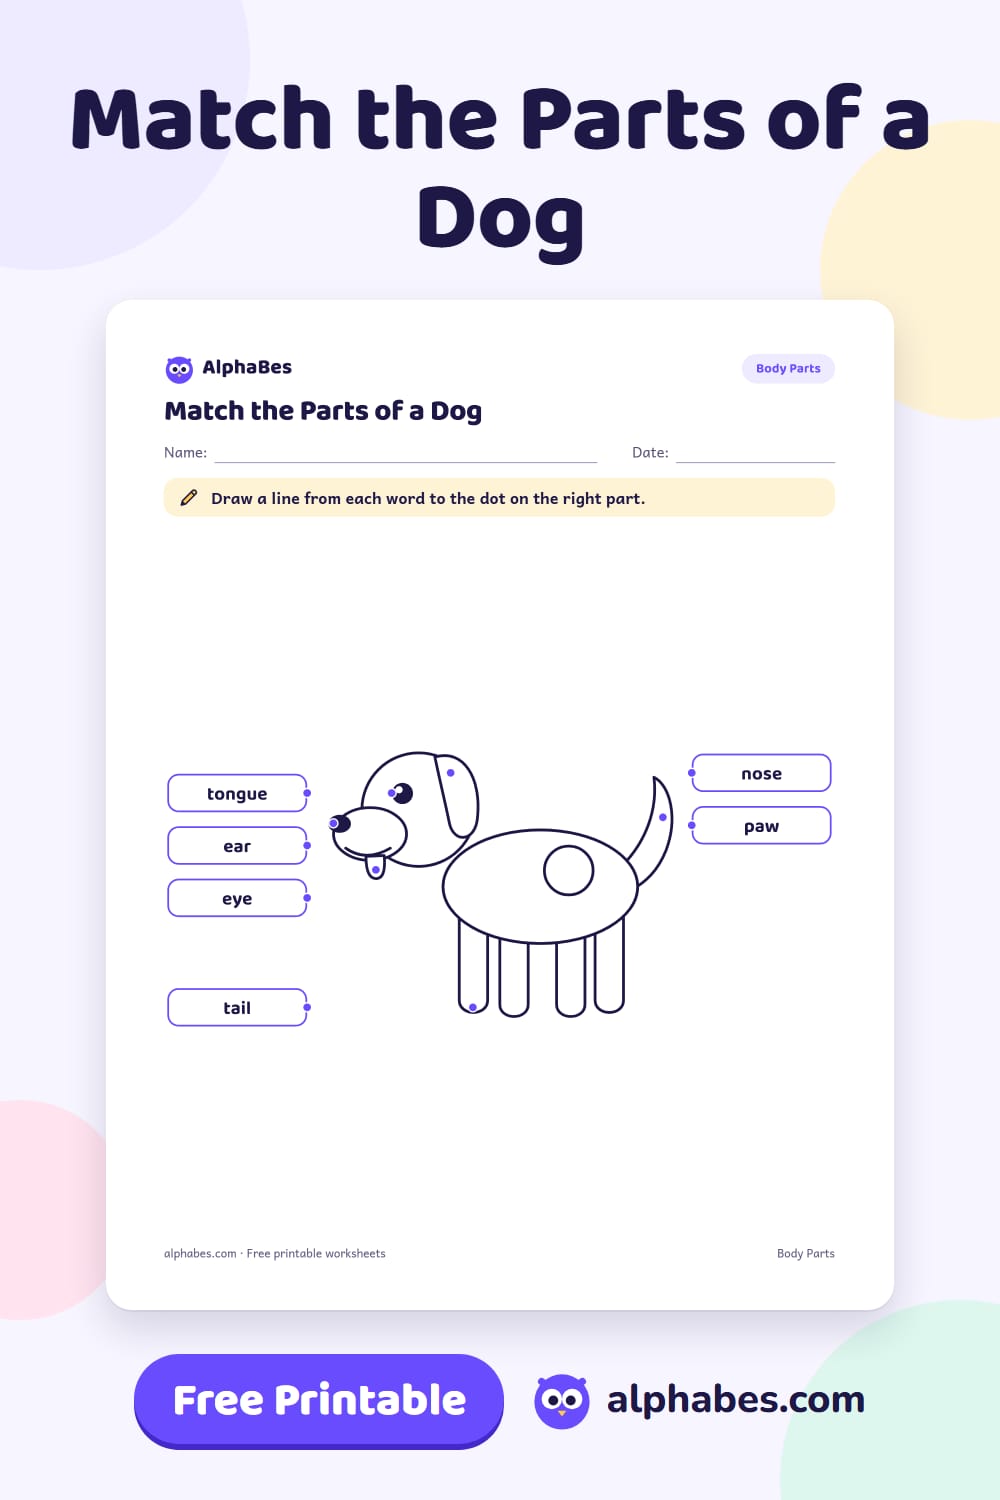 Match the Parts of a
Dog
AlphaBes
Body Parts
Match the Parts of a Dog
Name:
Date:
Draw a line from each word to the dot on the right part.
tongue
ear
eye
tail
nose
paw
alphabes.com · Free printable worksheets
Body Parts
Free Printable
alphabes.com